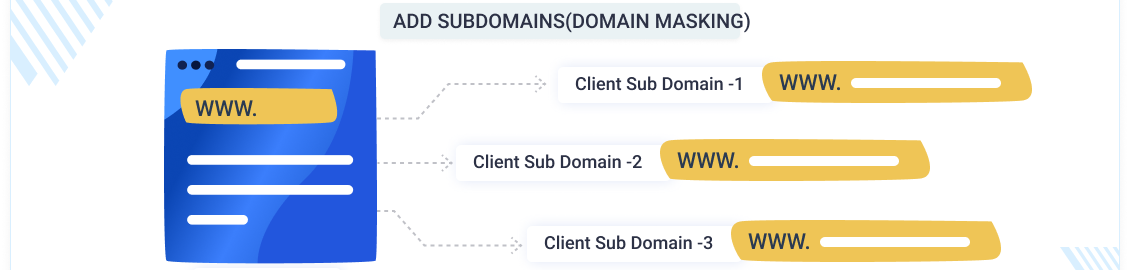 ADD SUBDOMAINS(DOMAIN MASKING)
WWW.
Client Sub Domain -1 WWW.
Client Sub Domain -2 WWW.
Client Sub Domain -3 WWW.